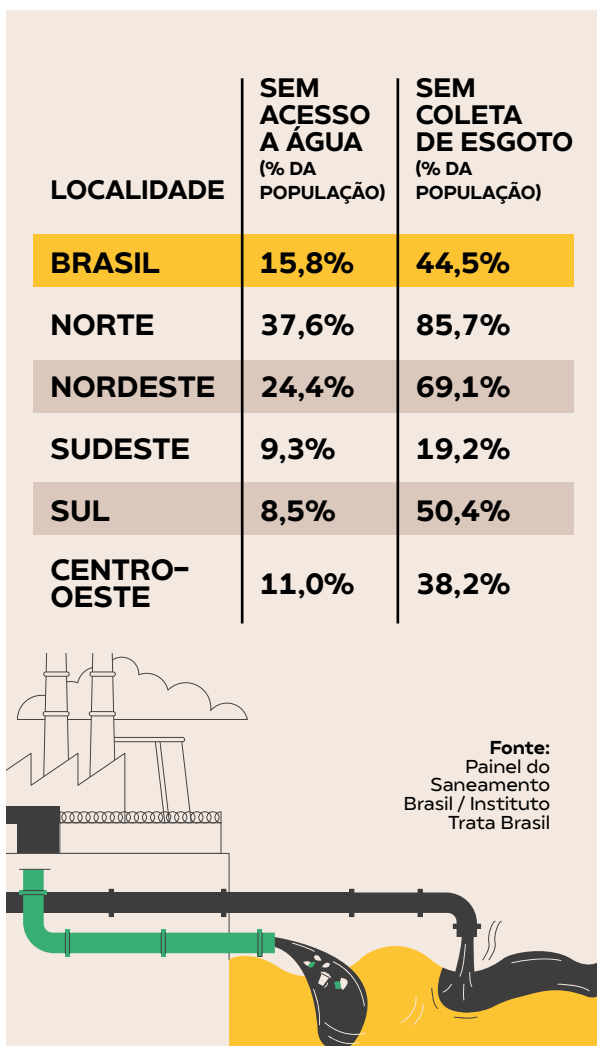 LOCALIDADE
SEM
ACESSO
A ÁGUA
(% DA
POPULAÇÃO)
SEM
COLETA
DE ESGOTO
(% DA
POPULAÇÃO)
BRASIL 15,8% 44,5%
NORTE 37,6% 85,7%
NORDESTE 24,4% 69,1%
SUDESTE 9,3% 19,2%
SUL 8,5% 50,4%
CENTRO-
OESTE 11,0% 38,2%
Fonte:
Painel do
Saneamento
Brasil / Instituto
Trata Brasil